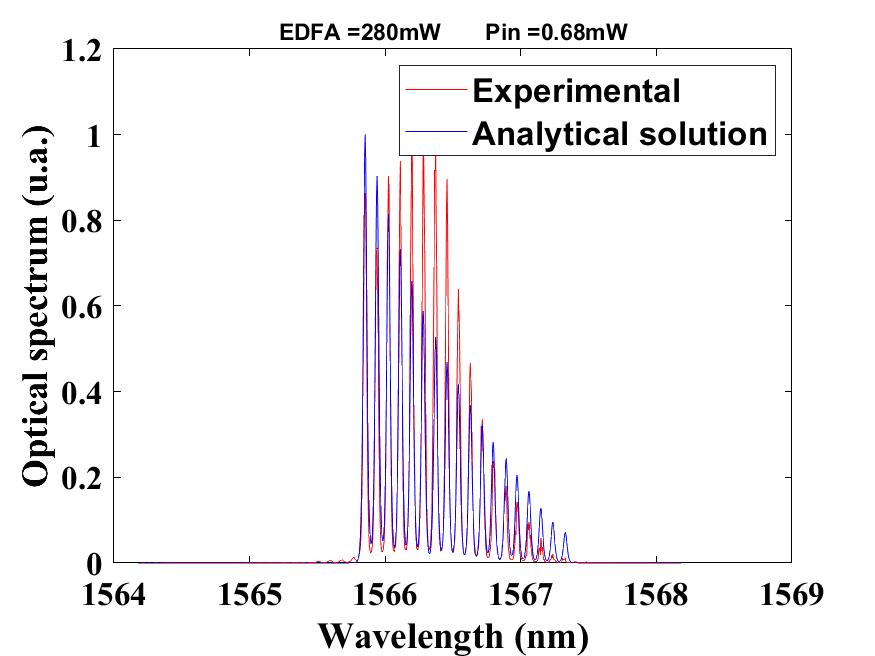 EDFA =280mW Pin =0.68mW
1.2
Experimental
Analytical solution
1
0.8
0.6
0.4
0.2
0
Optical spectrum (u.a.)
1564 1565 1566 1567 1568 1569
Wavelength (nm)